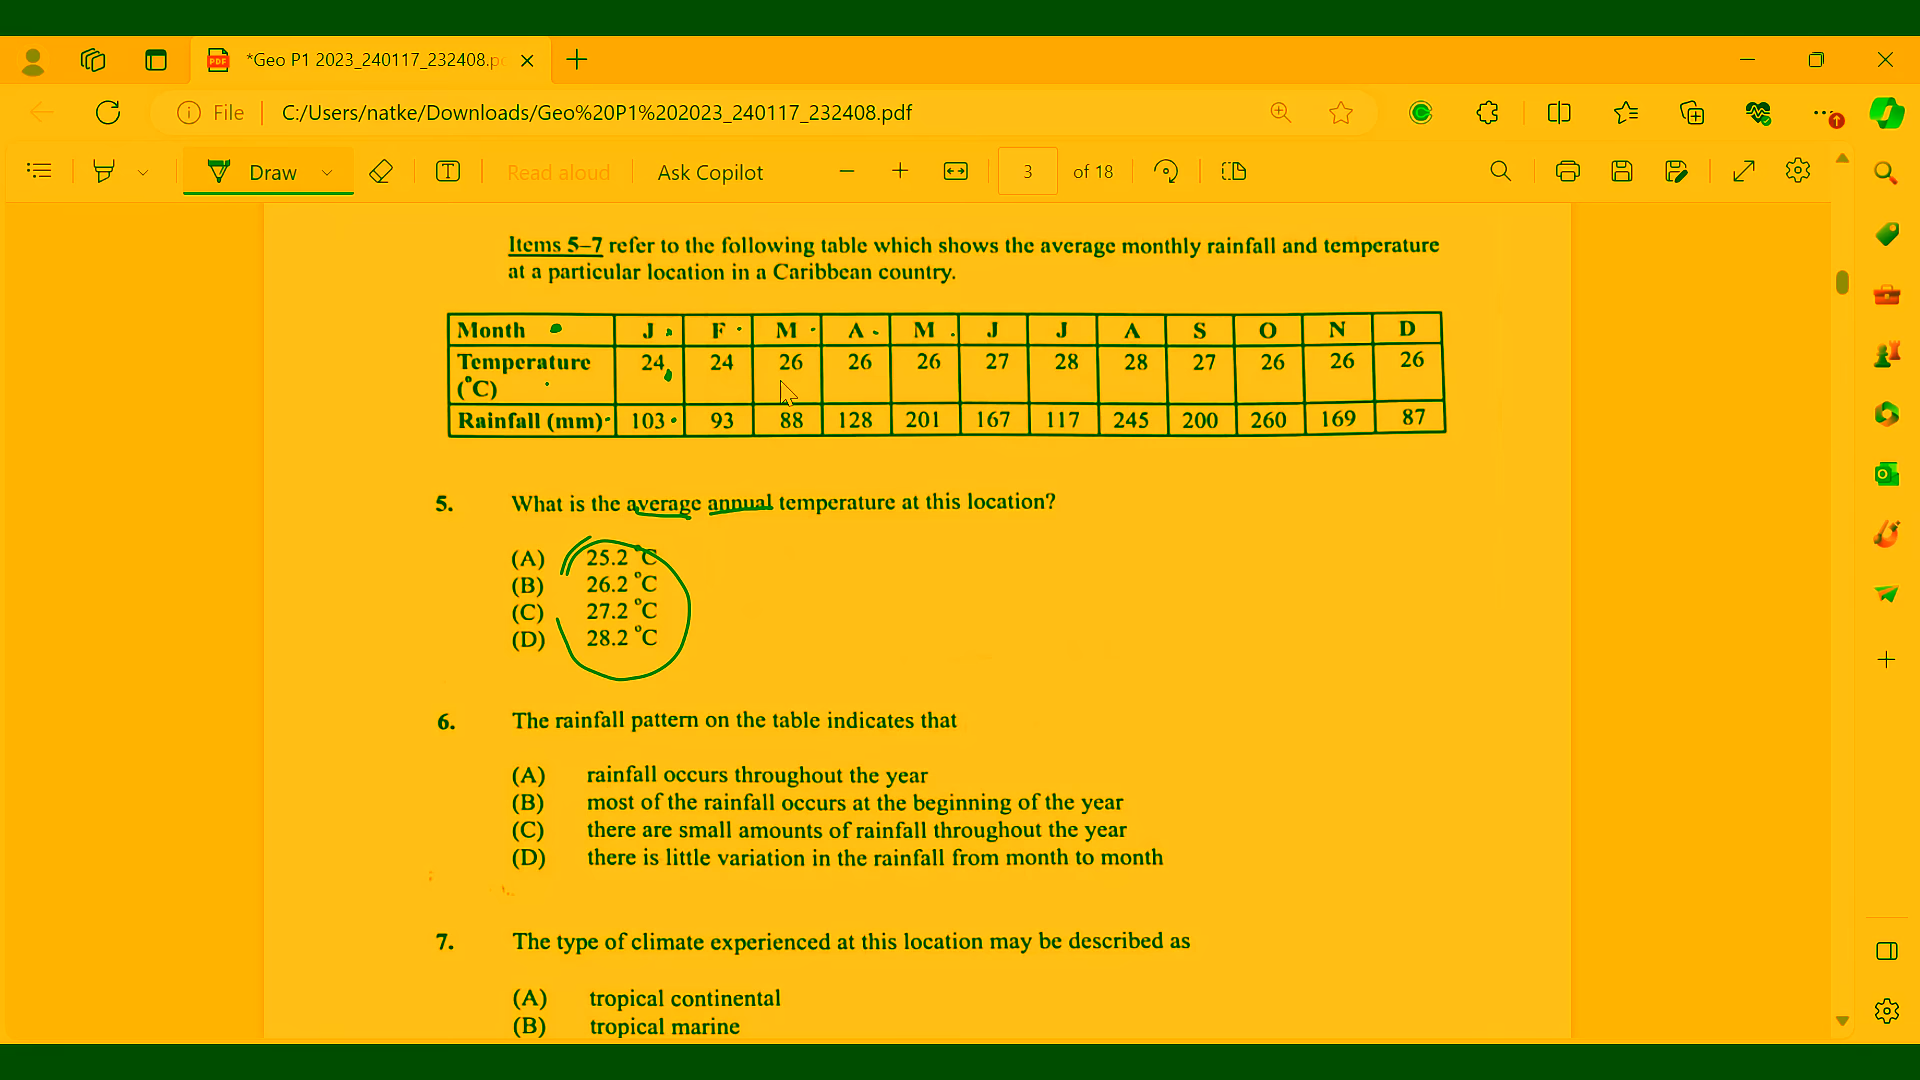 *Geo P1 2023_240117_232408.p
File C:/Users/natke/Downloads/Geo%20P1%202023_240117_232408.pdf
Draw Read aloud Ask Copilot 3 of 18
Items 5–7 refer to the following table which shows the average monthly rainfall and temperature
at a particular location in a Caribbean country.
Month J F M A M J J A S O N D
Temperature (°C) 24 24 26 26 26 27 28 28 27 26 26 26
Rainfall (mm) 103 93 88 128 201 167 117 245 200 260 169 87
5. What is the average annual temperature at this location?
(A) 25.2 °C
(B) 26.2 °C
(C) 27.2 °C
(D) 28.2 °C
6. The rainfall pattern on the table indicates that
(A) rainfall occurs throughout the year
(B) most of the rainfall occurs at the beginning of the year
(C) there are small amounts of rainfall throughout the year
(D) there is little variation in the rainfall from month to month
7. The type of climate experienced at this location may be described as
(A) tropical continental
(B) tropical marine